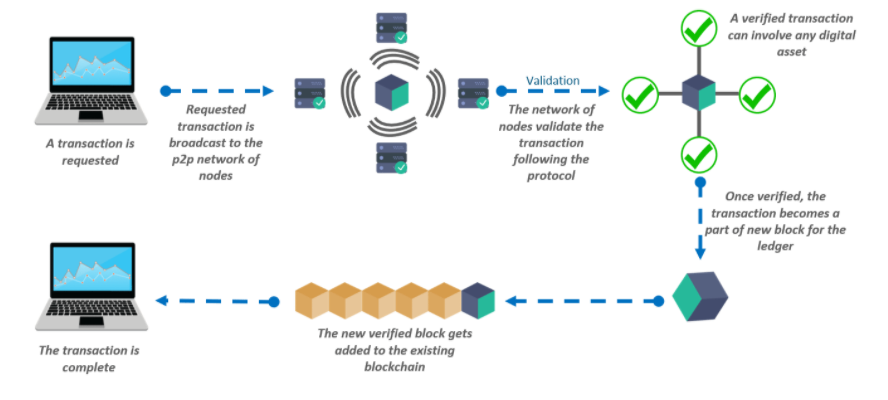 A transaction is
requested
Requested
transaction is
broadcast to the
p2p network of
nodes
Validation
The network of
nodes validate the
transaction
following the
protocol
A verified transaction
can involve any digital
asset
Once verified, the
transaction becomes a
part of new block for the
ledger
The new verified block gets
added to the existing
blockchain
The transaction is
complete